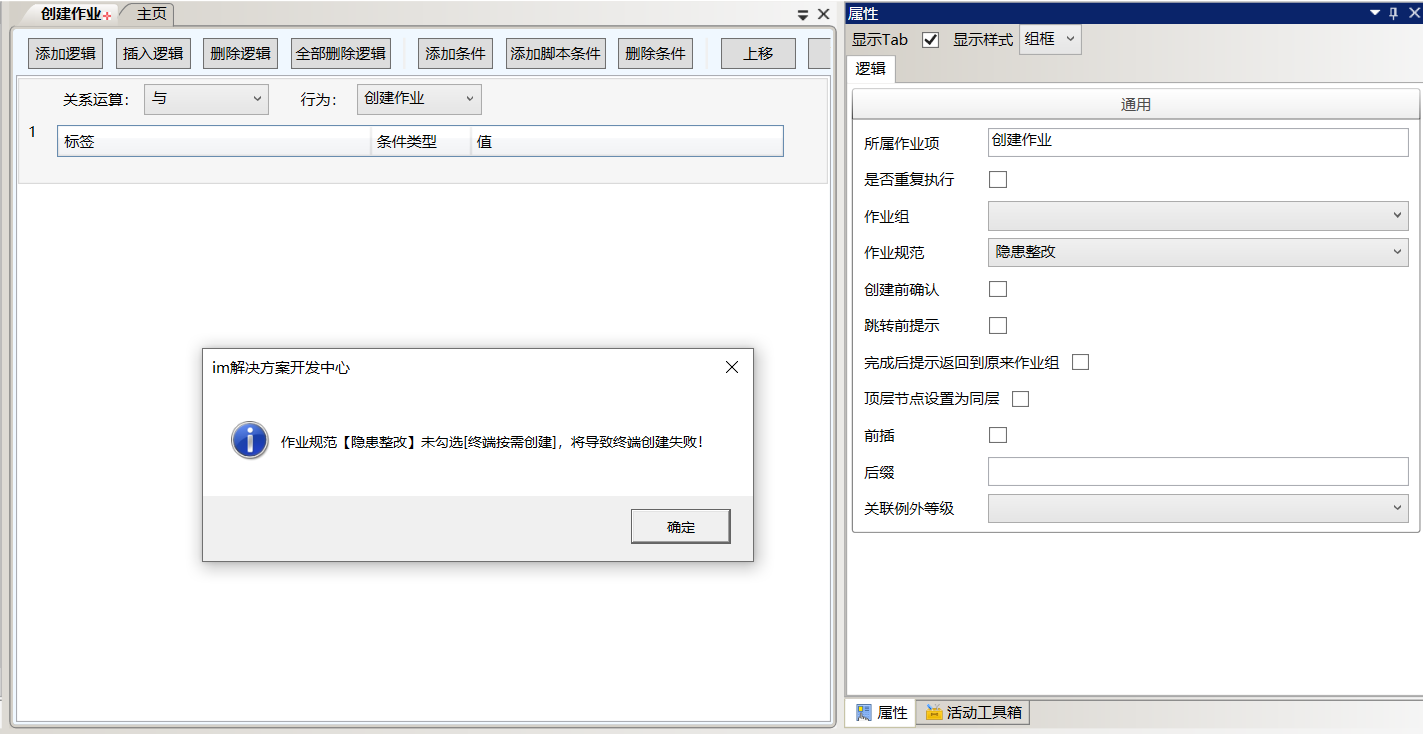 创建作业+ 主页
添加逻辑 插入逻辑 删除逻辑 全部删除逻辑 添加条件 添加脚本条件 删除条件 上移
关系运算： 与 行为： 创建作业
1 标签 条件类型 值
im解决方案开发中心
作业规范【隐患整改】未勾选[终端按需创建]，将导致终端创建失败！
确定
属性
显示Tab 显示样式 组框
逻辑
通用
所属作业项 创建作业
是否重复执行
作业组
作业规范 隐患整改
创建前确认
跳转前提示
完成后提示返回到原来作业组
顶层节点设置为同层
前插
后缀
关联例外等级
属性 活动工具箱